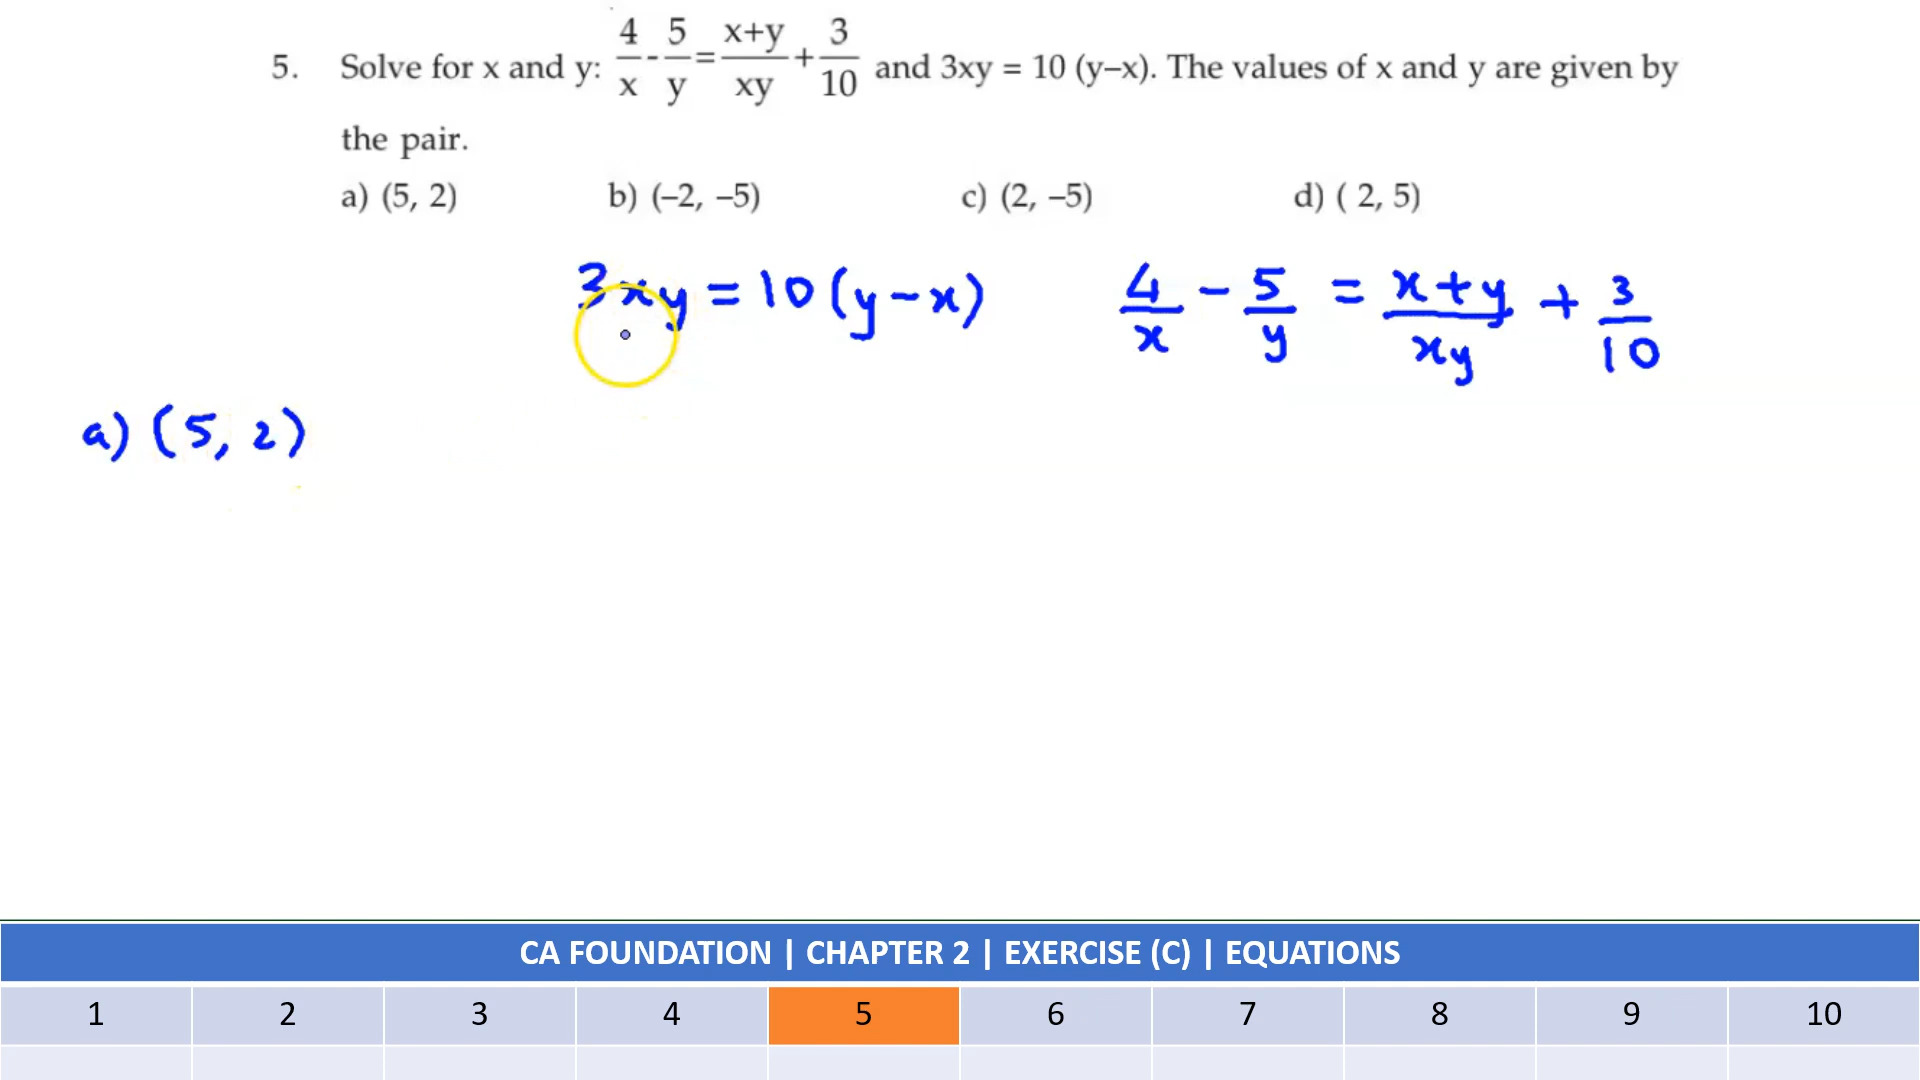 5. Solve for x and y: 4/x - 5/y = x+y/xy + 3/10 and 3xy = 10 (y–x). The values of x and y are given by
the pair.
a) (5, 2) b) (–2, –5) c) (2, –5) d) ( 2, 5)
3xy = 10 (y – x) 4/x – 5/y = x+y/xy + 3/10
a) (5, 2)
CA FOUNDATION | CHAPTER 2 | EXERCISE (C) | EQUATIONS
1 2 3 4 5 6 7 8 9 10